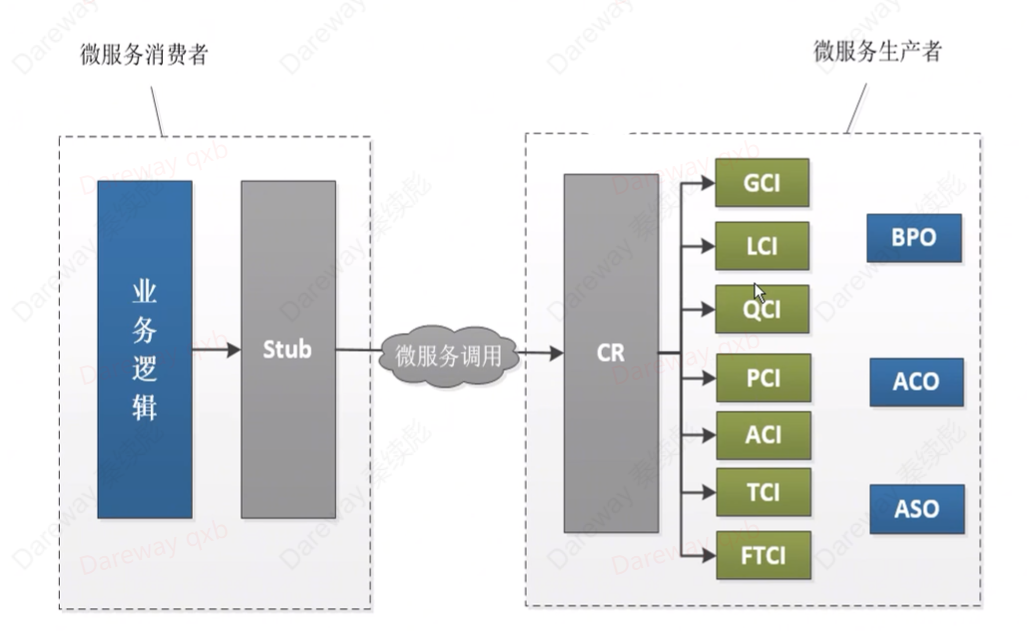 微服务消费者
微服务生产者
业务逻辑
Stub
微服务调用
CR
GCI
LCI
QCI
PCI
ACI
TCI
FTCI
BPO
ACO
ASO
Dareway qxb
Dareway 秦续彪